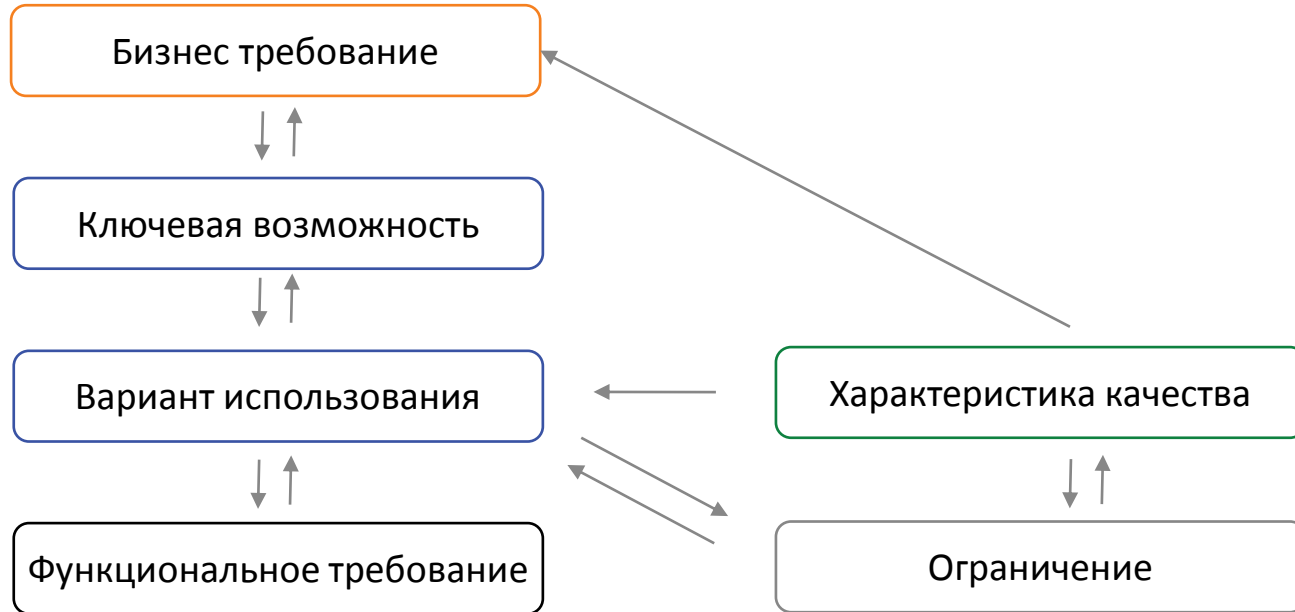 Бизнес требование
Ключевая возможность
Вариант использования
Характеристика качества
Функциональное требование
Ограничение